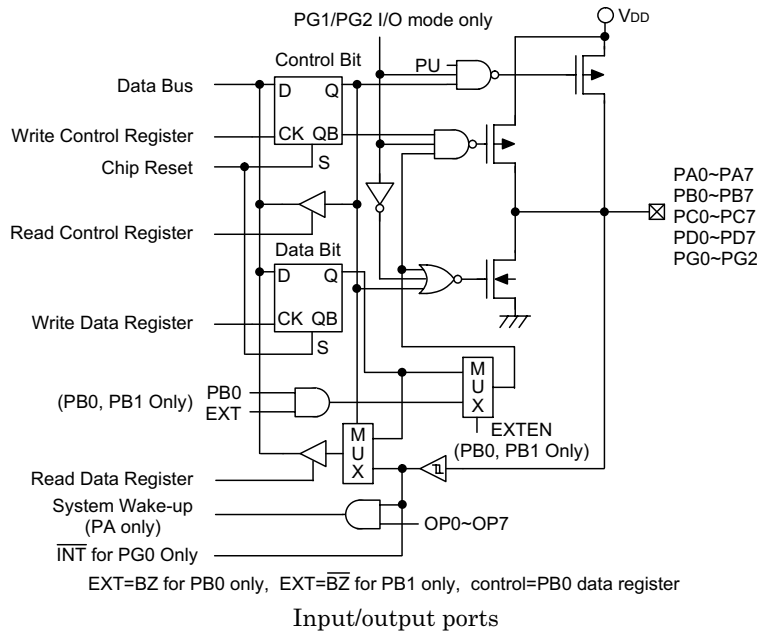 PG1/PG2 I/O mode only
VDD
Control Bit
PU
Data Bus
D Q
Write Control Register
CK QB
Chip Reset
S
PA0~PA7
PB0~PB7
PC0~PC7
PD0~PD7
PG0~PG2
Read Control Register
Data Bit
D Q
Write Data Register
CK QB
S
M
U
X
(PB0, PB1 Only)
PB0
EXT
EXTEN
(PB0, PB1 Only)
M
U
X
Read Data Register
System Wake-up
(PA only)
OP0~OP7
I̅N̅T̅ for PG0 Only
EXT=BZ for PB0 only, EXT=B̅Z̅ for PB1 only, control=PB0 data register
Input/output ports